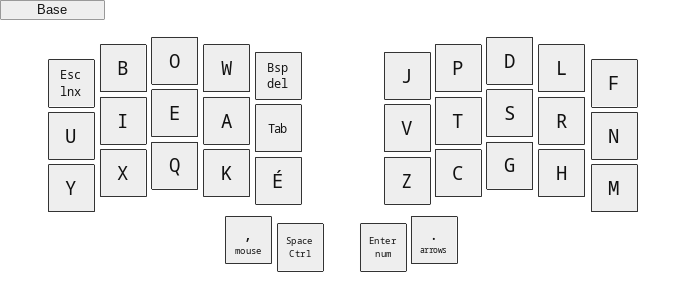 Base
Esc
lnx
B
O
W
Bsp
del
J
P
D
L
F
U
I
E
A
Tab
V
T
S
R
N
Y
X
Q
K
É
Z
C
G
H
M
,
mouse
Space
Ctrl
Enter
num
.
arrows